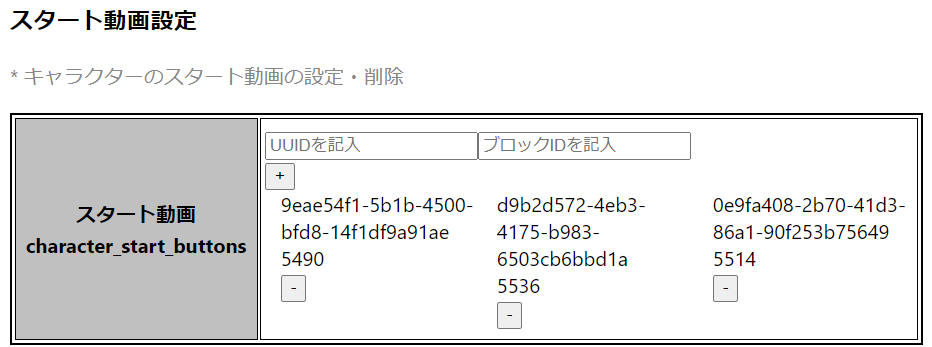 スタート動画設定
* キャラクターのスタート動画の設定・削除
スタート動画
character_start_buttons
UUIDを記入
ブロックIDを記入
+
9eae54f1-5b1b-4500-
bfd8-14f1df9a91ae
5490
-
d9b2d572-4eb3-
4175-b983-
6503cb6bbd1a
5536
-
0e9fa408-2b70-41d3-
86a1-90f253b75649
5514
-